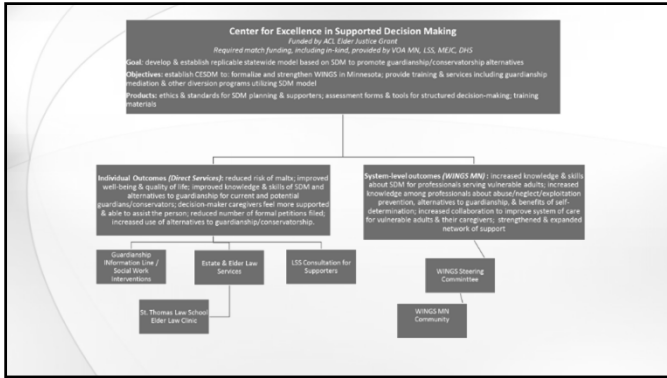 Center for Excellence in Supported Decision Making
Funded by ACL Elder Justice Grant
Required match funding, including in-kind, provided by VOA MN, LSS, MEJC, DHS
Goal: develop & establish replicable statewide model based on SDM to promote guardianship/conservatorship alternatives
Objectives: establish CESDM to: formalize and strengthen WINGS in Minnesota; provide training & services including guardianship
mediation & other diversion programs utilizing SDM model
Products: ethics & standards for SDM planning & supporters; assessment forms & tools for structured decision-making; training
materials
Individual Outcomes (Direct Services): reduced risk of maltx; improved
well-being & quality of life; improved knowledge & skills of SDM and
alternatives to guardianship for current and potential
guardians/conservators; decision-maker caregivers feel more supported
& able to assist the person; reduced number of formal petitions filed;
increased use of alternatives to guardianship/conservatorship.
System-level outcomes (WINGS MN) : increased knowledge & skills
about SDM for professionals serving vulnerable adults; increased
knowledge among professionals about abuse/neglect/exploitation
prevention, alternatives to guardianship, & benefits of self-
determination; increased collaboration to improve system of care
for vulnerable adults & their caregivers; strengthened & expanded
network of support
Guardianship
INformation Line /
Social Work
Interventions
Estate & Elder Law
Services
LSS Consultation for
Supporters
St. Thomas Law School
Elder Law Clinic
WINGS Steering
Commitee
WINGS MN
Community